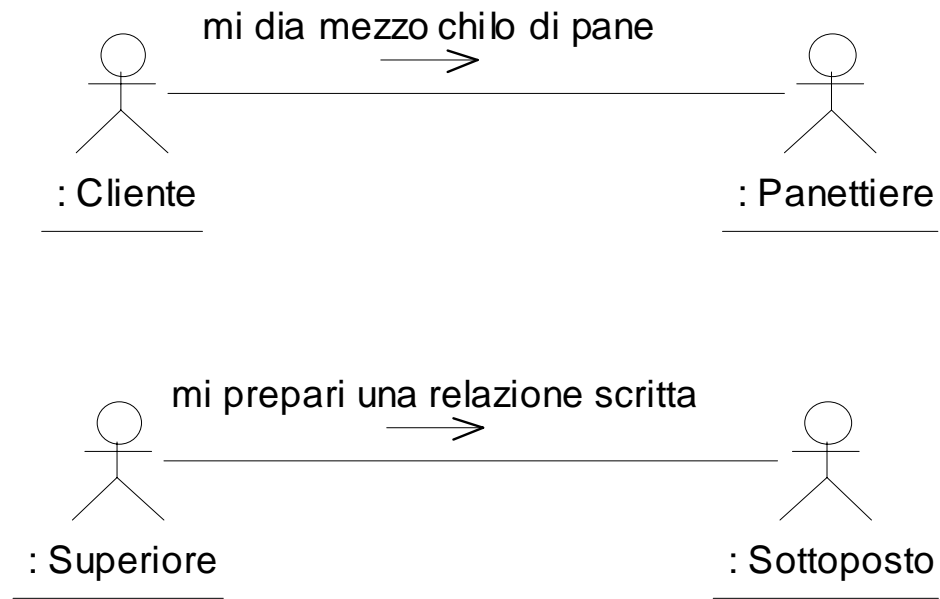 mi dia mezzo chilo di pane
: Cliente
: Panettiere
mi prepari una relazione scritta
: Superiore
: Sottoposto